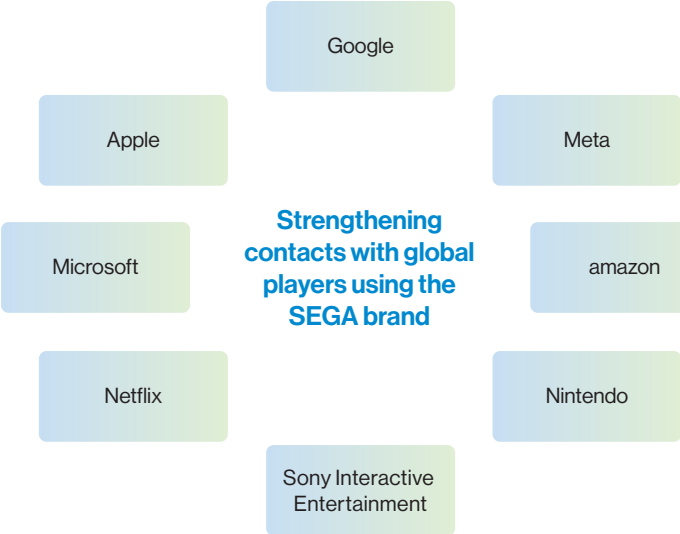 Google
Apple
Meta
Strengthening
contacts with global
players using the
SEGA brand
Microsoft
amazon
Netflix
Nintendo
Sony Interactive
Entertainment